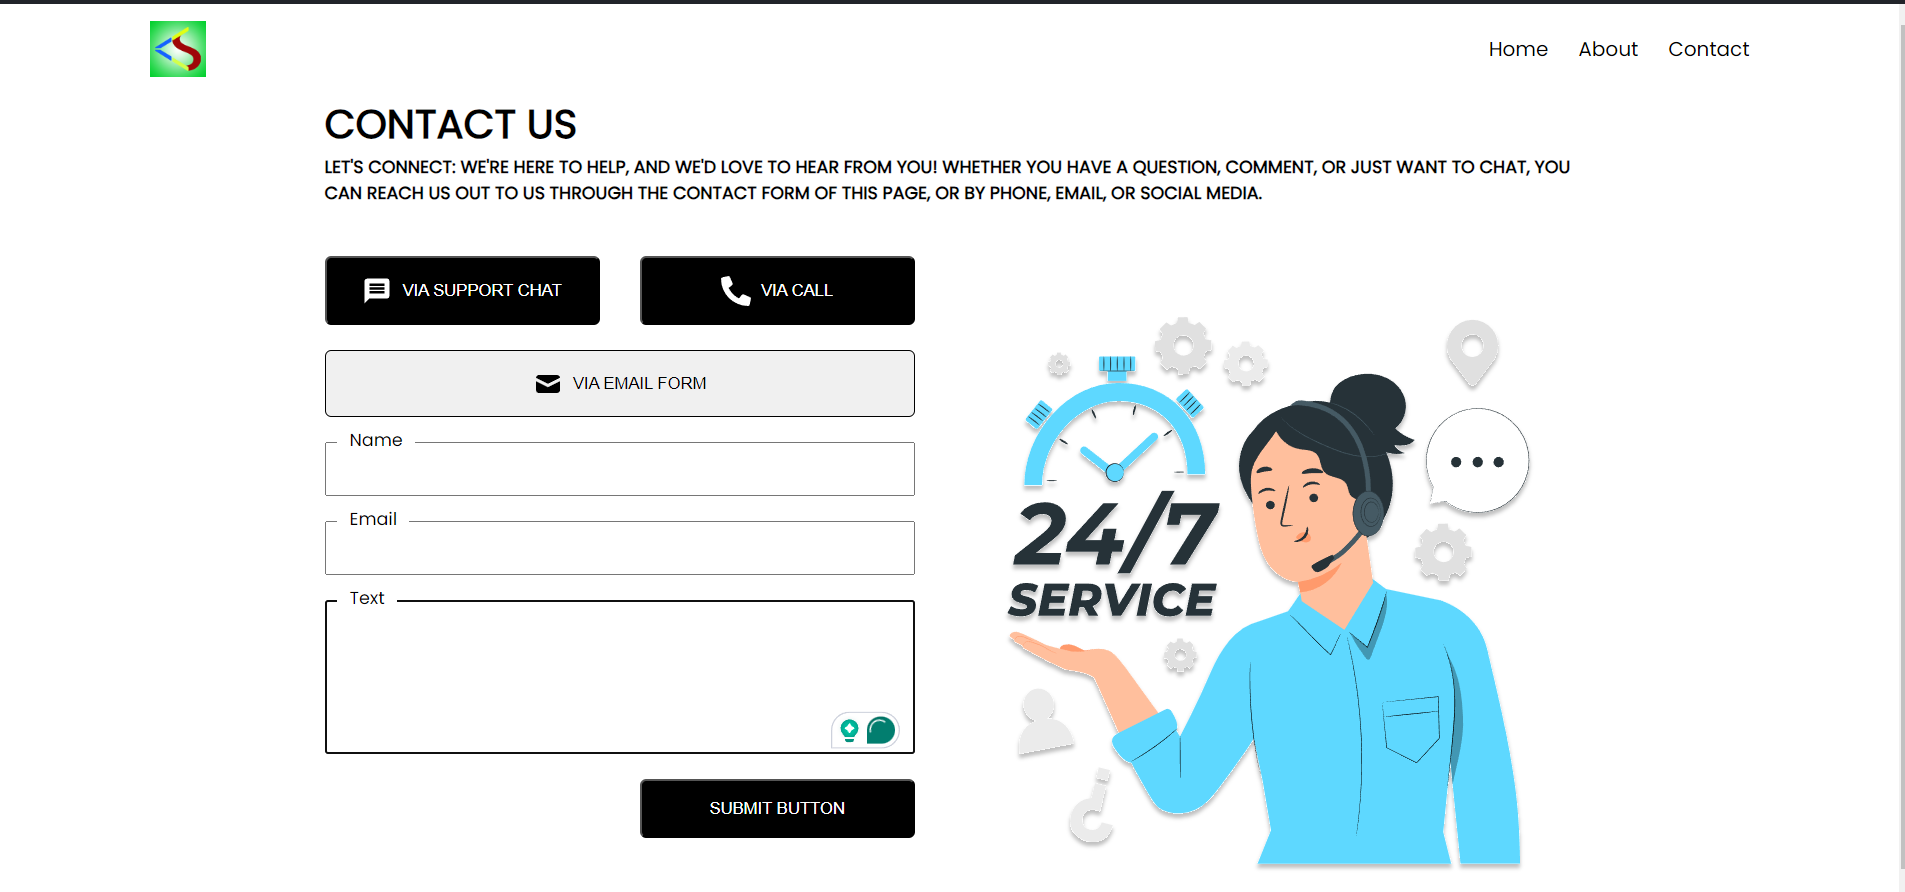 Home About Contact
CONTACT US
LET'S CONNECT: WE'RE HERE TO HELP, AND WE'D LOVE TO HEAR FROM YOU! WHETHER YOU HAVE A QUESTION, COMMENT, OR JUST WANT TO CHAT, YOU
CAN REACH US OUT TO US THROUGH THE CONTACT FORM OF THIS PAGE, OR BY PHONE, EMAIL, OR SOCIAL MEDIA.
VIA SUPPORT CHAT
VIA CALL
VIA EMAIL FORM
Name
Email
Text
SUBMIT BUTTON
24/7
SERVICE